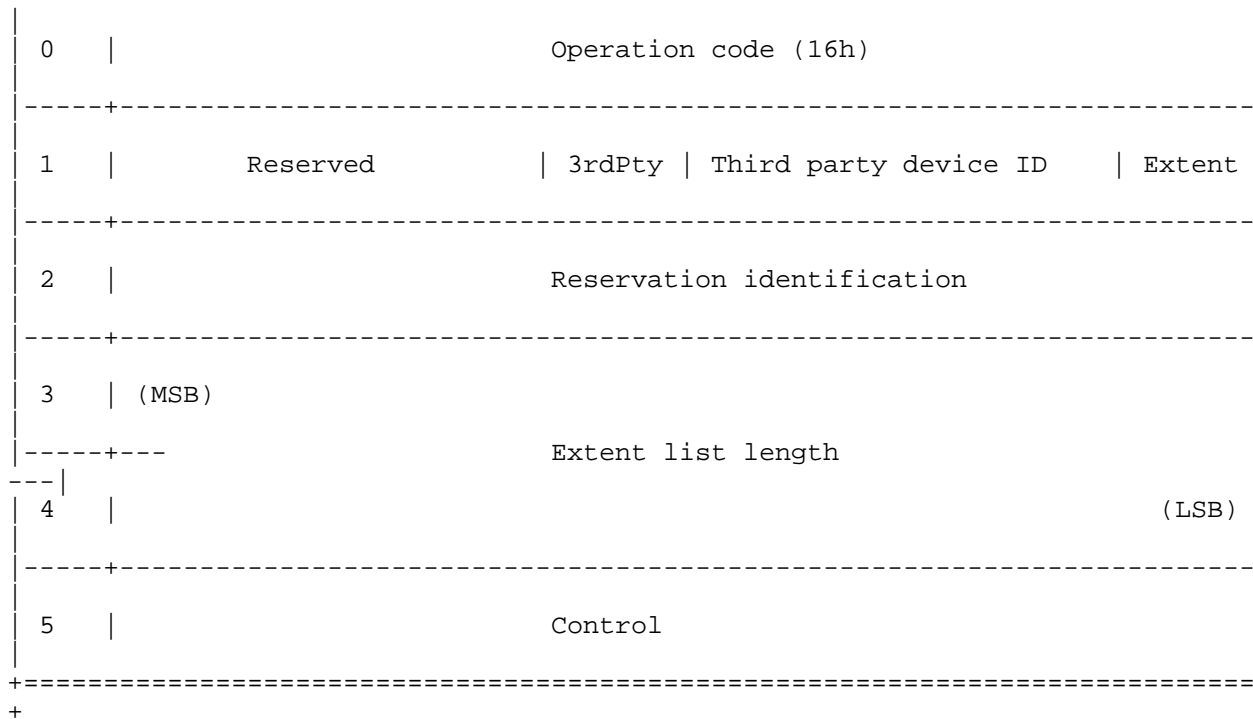 |
| 0 | Operation code (16h)
|
|-----+-----------------------------------------------------------------------
|
| 1 | Reserved | 3rdPty | Third party device ID | Extent
|
|-----+-----------------------------------------------------------------------
|
| 2 | Reservation identification
|
|-----+-----------------------------------------------------------------------
|
| 3 | (MSB)
|
|-----+--- Extent list length
---|
| 4 | (LSB)
|
|-----+-----------------------------------------------------------------------
|
| 5 | Control
|
+=============================================================================
+